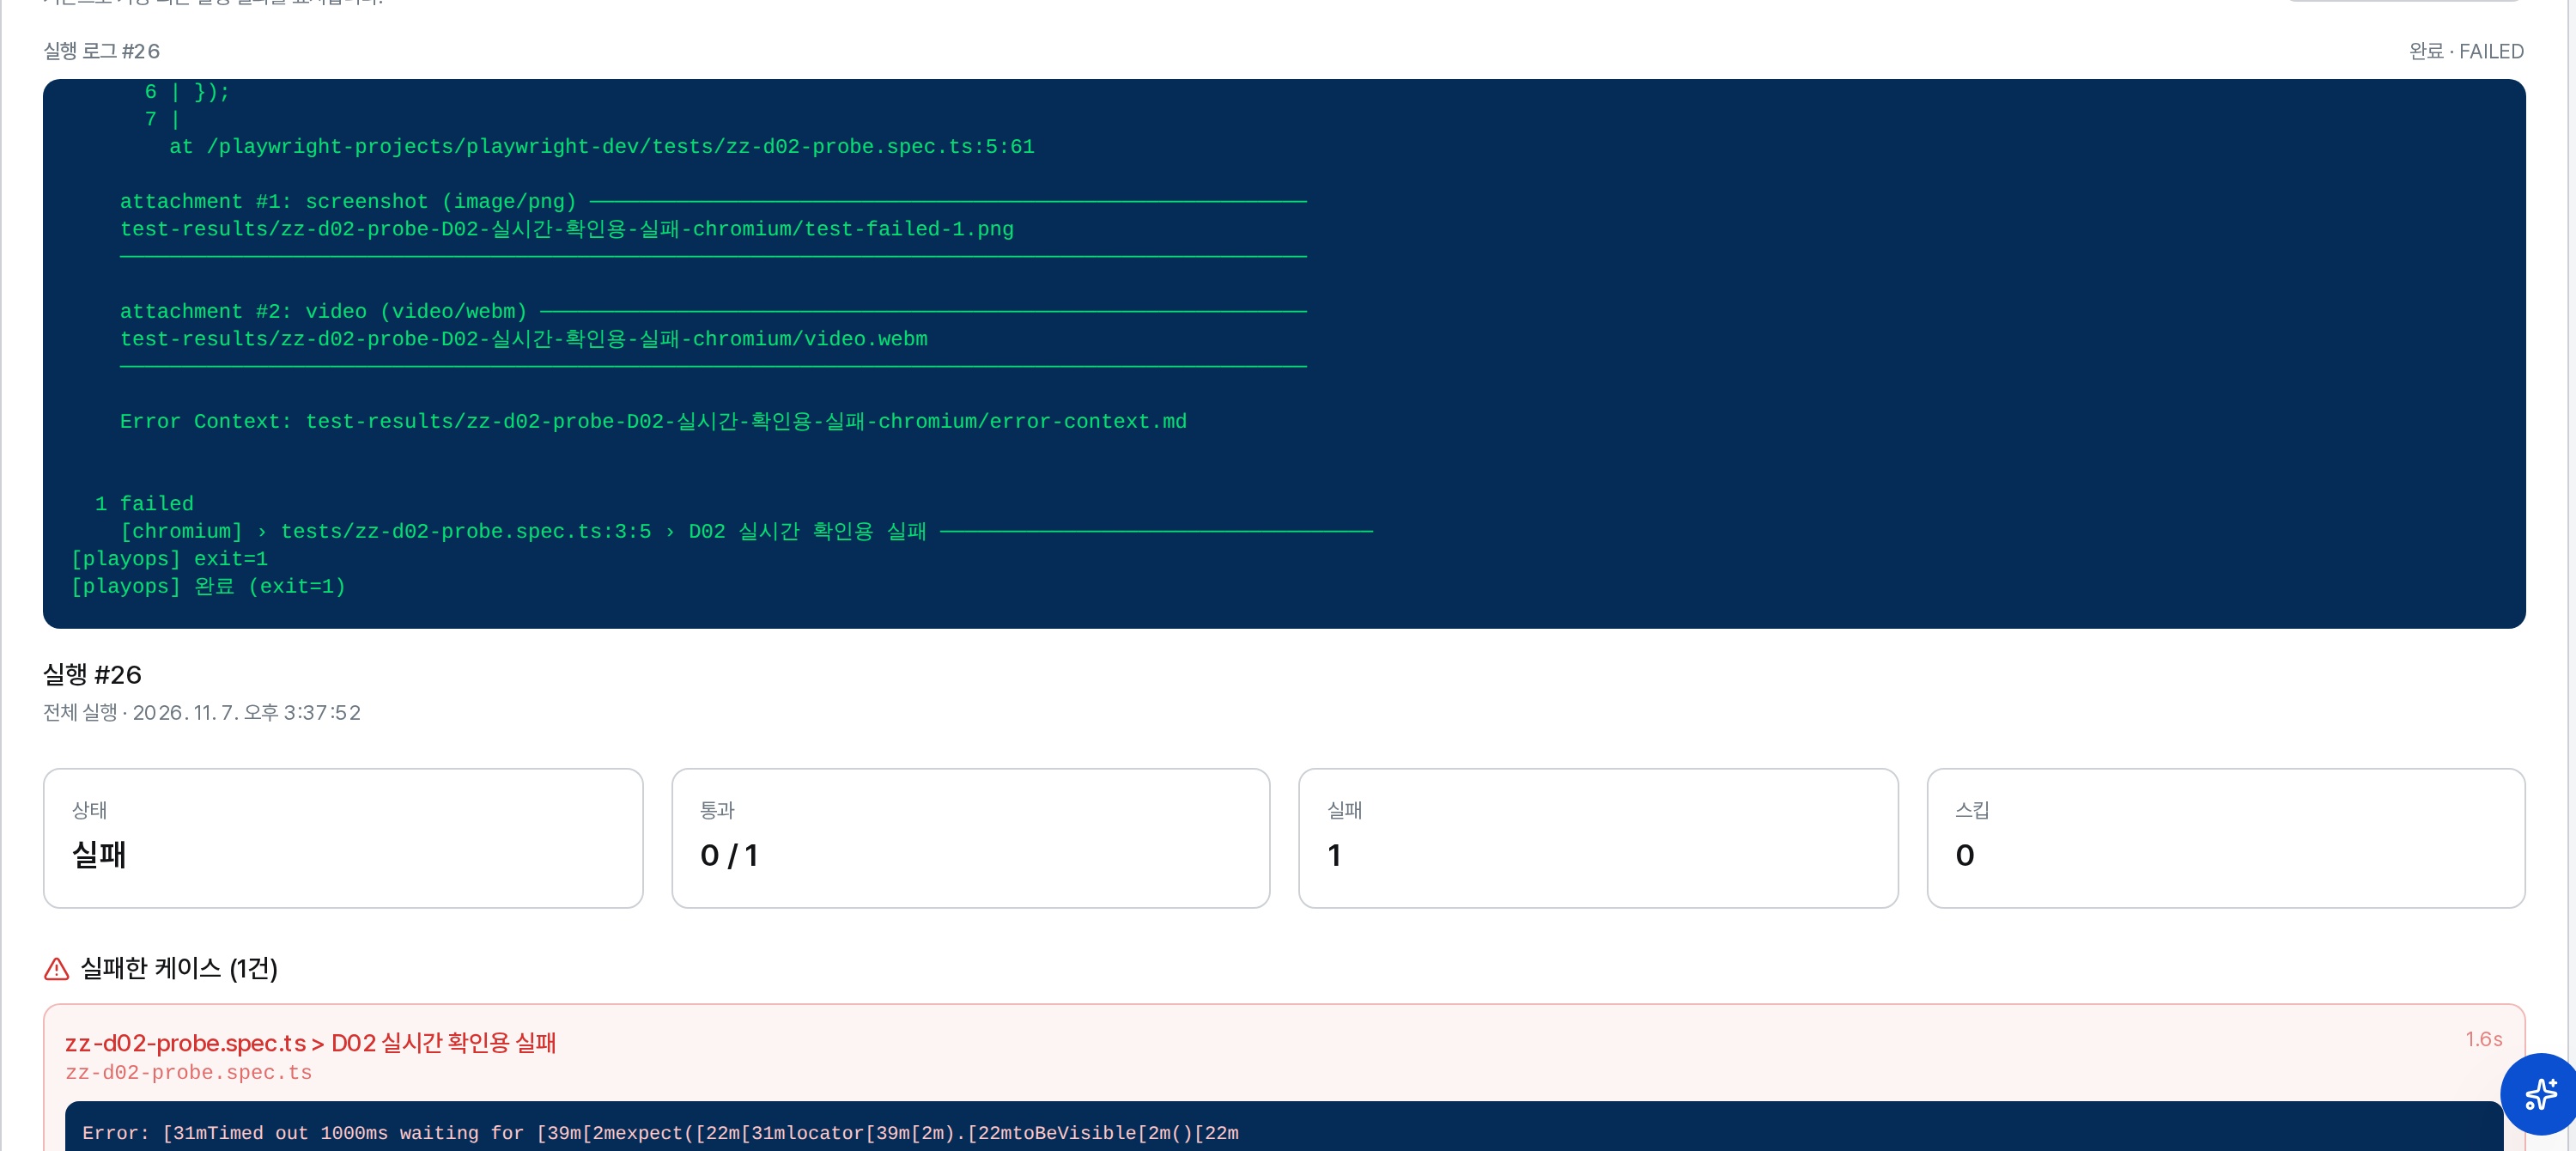 실행 로그 #26
완료 · FAILED
6 | });
7 |
at /playwright-projects/playwright-dev/tests/zz-d02-probe.spec.ts:5:61
attachment #1: screenshot (image/png) ──────────────────────────────────────────────────────────
test-results/zz-d02-probe-D02-실시간-확인용-실패-chromium/test-failed-1.png
────────────────────────────────────────────────────────────────────────────────────────────────
attachment #2: video (video/webm) ──────────────────────────────────────────────────────────────
test-results/zz-d02-probe-D02-실시간-확인용-실패-chromium/video.webm
────────────────────────────────────────────────────────────────────────────────────────────────
Error Context: test-results/zz-d02-probe-D02-실시간-확인용-실패-chromium/error-context.md
1 failed
[chromium] › tests/zz-d02-probe.spec.ts:3:5 › D02 실시간 확인용 실패 ───────────────────────────────────
[playops] exit=1
[playops] 완료 (exit=1)
실행 #26
전체 실행 · 2026. 11. 7. 오후 3:37:52
상태
실패
통과
0 / 1
실패
1
스킵
0
실패한 케이스 (1건)
zz-d02-probe.spec.ts > D02 실시간 확인용 실패
1.6s
zz-d02-probe.spec.ts
Error: [31mTimed out 1000ms waiting for [39m[2mexpect([22m[31mlocator[39m[2m).[22mtoBeVisible[2m()[22m